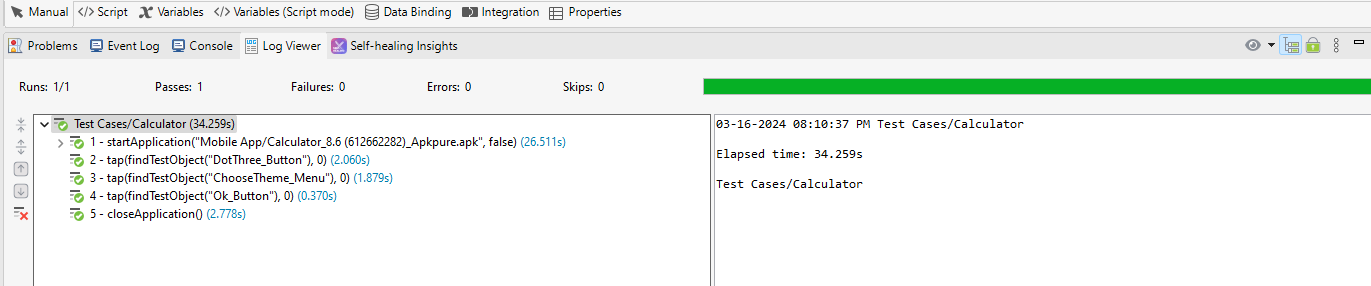 Manual </> Script Variables </> Variables (Script mode) Data Binding Integration Properties
Problems Event Log Console Log Viewer Self-healing Insights
Runs: 1/1 Passes: 1 Failures: 0 Errors: 0 Skips: 0
Test Cases/Calculator (34.259s)
1 - startApplication("Mobile App/Calculator_8.6 (612662282)_Apkpure.apk", false) (26.511s)
2 - tap(findTestObject("DotThree_Button"), 0) (2.060s)
3 - tap(findTestObject("ChooseTheme_Menu"), 0) (1.879s)
4 - tap(findTestObject("Ok_Button"), 0) (0.370s)
5 - closeApplication() (2.778s)
03-16-2024 08:10:37 PM Test Cases/Calculator
Elapsed time: 34.259s
Test Cases/Calculator